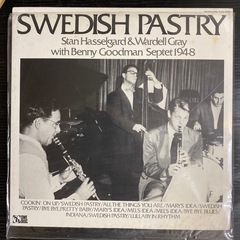 SWEDISH PASTRY
Stan Hasselgard & Wardell Gray
with Benny Goodman Septet 1948
COOKIN' ON UP/SWEDISH PASTRY/ALL THE THINGS YOU ARE/MARY'S IDEA/SWEDISH
PASTRY/BYE BYE/PRETTY BABY/MARY'S IDEA/MEL'S IDEA/MEL'S IDEA/BYE BYE BLUES/
INDIANA/SWEDISH PASTRY/LULLABY IN RHYTHM